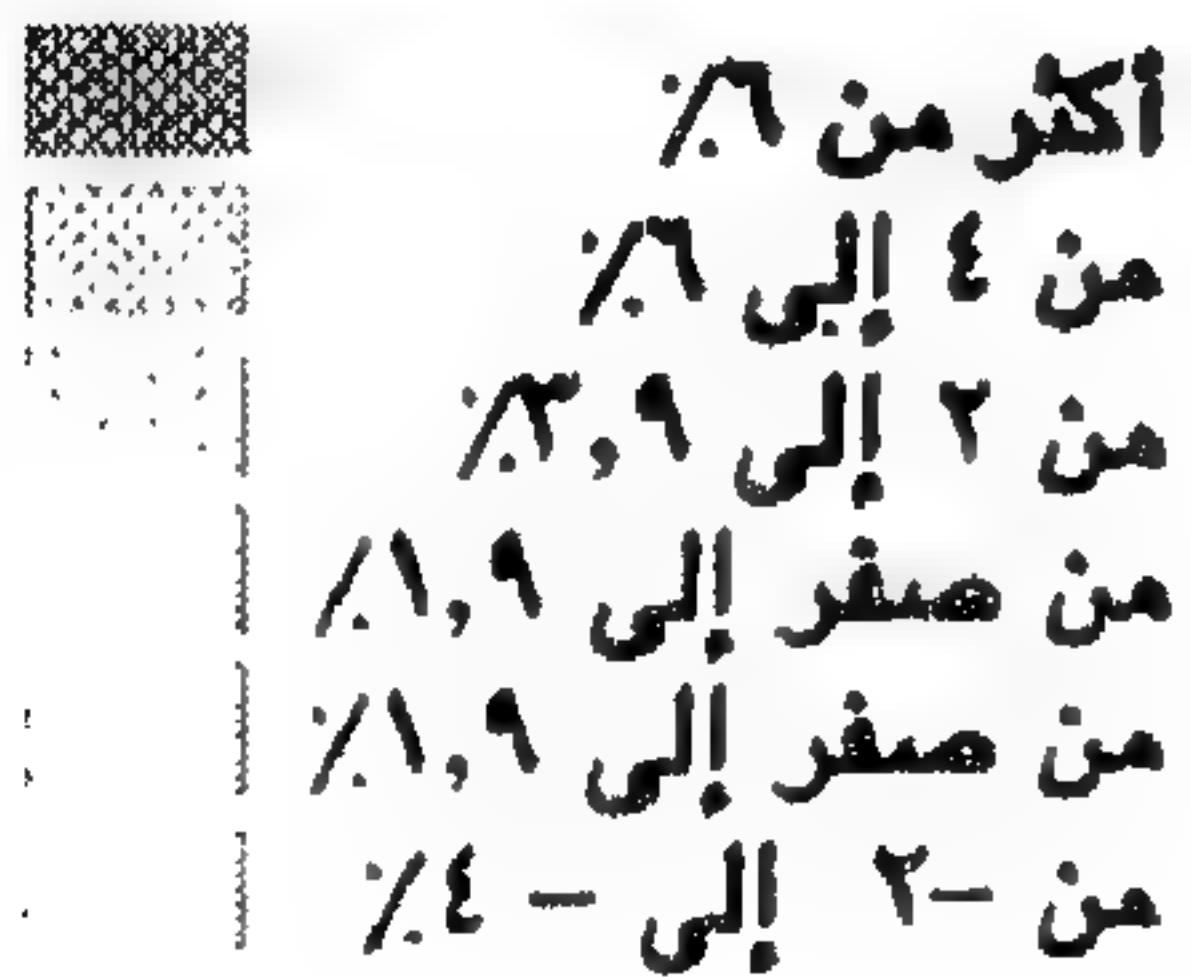 أكثر من ٦٪
من ٤ إلى ٦٪
من ٢ إلى ٣,٩٪
من صفر إلى ١,٩٪
من صفر إلى ١,٩٪
من –٢ إلى – ٤٪